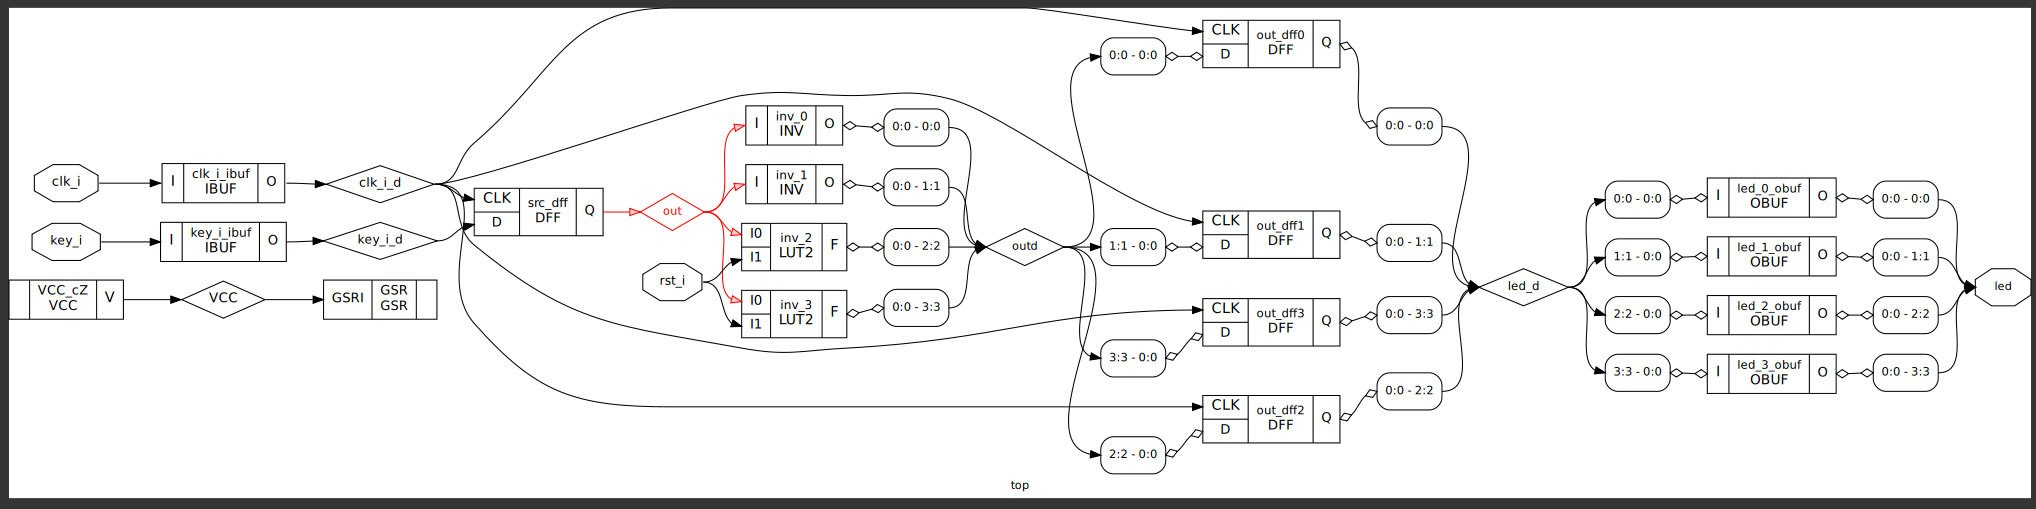 clk_i
I
clk_i_ibuf
IBUF
O
clk_i_d
key_i
I
key_i_ibuf
IBUF
O
key_i_d
VCC_cZ
VCC
V
VCC
GSRI
GSR
GSR
CLK
D
src_dff
DFF
Q
out
rst_i
I
inv_0
INV
O
0:0 - 0:0
I
inv_1
INV
O
0:0 - 1:1
I0
I1
inv_2
LUT2
F
0:0 - 2:2
I0
I1
inv_3
LUT2
F
0:0 - 3:3
outd
0:0 - 0:0
CLK
D
out_dff0
DFF
Q
0:0 - 0:0
1:1 - 0:0
CLK
D
out_dff1
DFF
Q
0:0 - 1:1
3:3 - 0:0
CLK
D
out_dff3
DFF
Q
0:0 - 3:3
2:2 - 0:0
CLK
D
out_dff2
DFF
Q
0:0 - 2:2
led_d
0:0 - 0:0
I
led_0_obuf
OBUF
O
0:0 - 0:0
1:1 - 0:0
I
led_1_obuf
OBUF
O
0:0 - 1:1
2:2 - 0:0
I
led_2_obuf
OBUF
O
0:0 - 2:2
3:3 - 0:0
I
led_3_obuf
OBUF
O
0:0 - 3:3
led
top